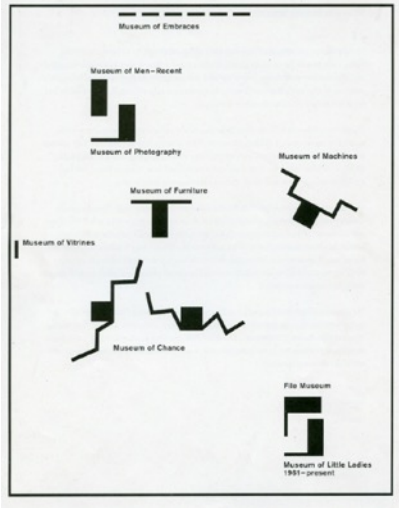 Museum of Embraces
Museum of Men–Recent
Museum of Photography
Museum of Machines
Museum of Furniture
Museum of Vitrines
Museum of Chance
File Museum
Museum of Little Ladies
1961–present